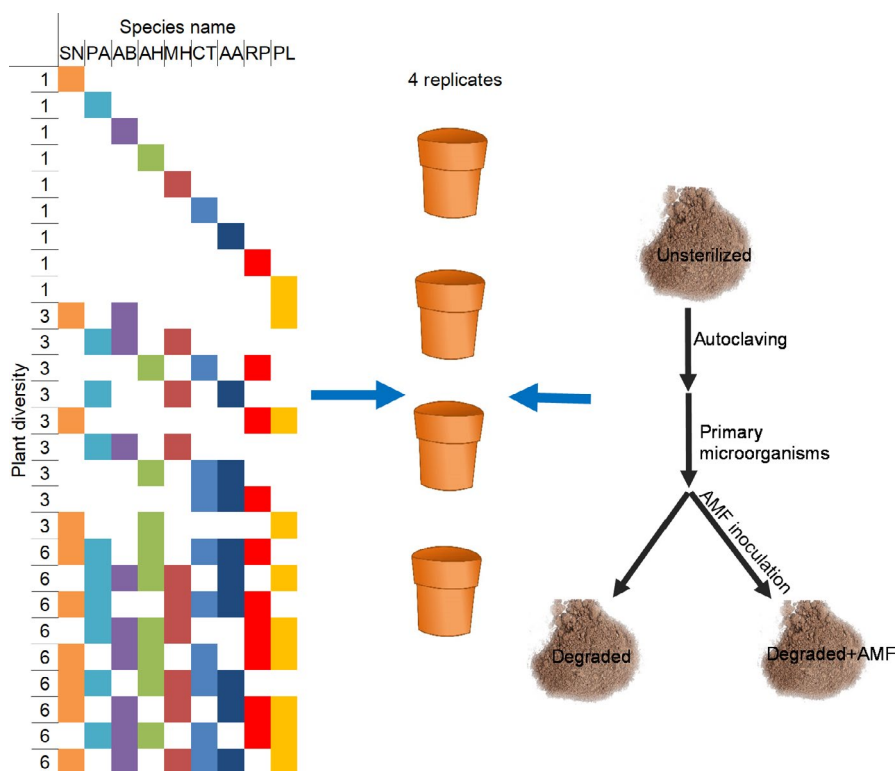 Species name
SN PA AB AH MH CT AA RP PL
Plant diversity
1
1
1
1
1
1
1
1
1
3
3
3
3
3
3
3
3
3
6
6
6
6
6
6
6
6
6
4 replicates
Unsterilized
Autoclaving
Primary
microorganisms
AMF inoculation
Degraded
Degraded+AMF